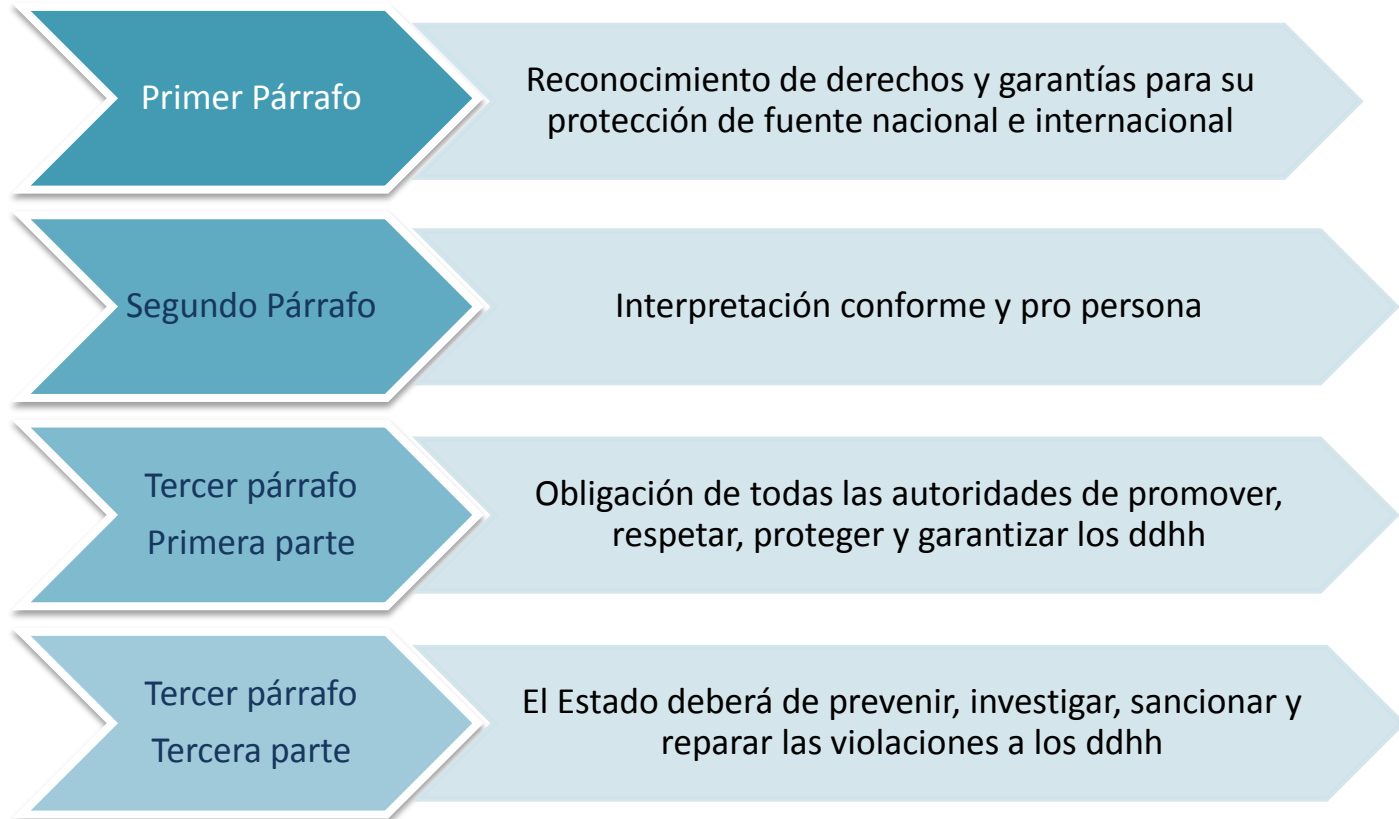 Primer Párrafo
Reconocimiento de derechos y garantías para su
protección de fuente nacional e internacional
Segundo Párrafo
Interpretación conforme y pro persona
Tercer párrafo
Primera parte
Obligación de todas las autoridades de promover,
respetar, proteger y garantizar los ddhh
Tercer párrafo
Tercera parte
El Estado deberá de prevenir, investigar, sancionar y
reparar las violaciones a los ddhh